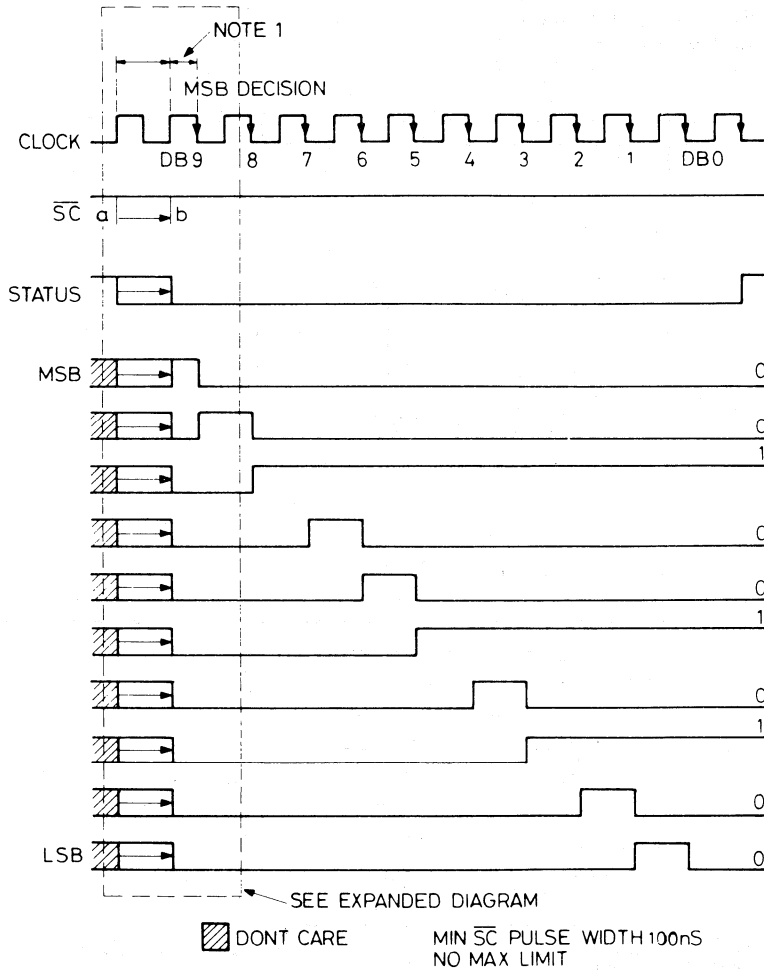 NOTE 1
MSB DECISION
CLOCK
DB9 8 7 6 5 4 3 2 1 DB0
SC a b
STATUS
MSB 0
0
1
0
0
1
0
1
0
LSB 0
SEE EXPANDED DIAGRAM
DONT CARE
MIN SC PULSE WIDTH 100nS
NO MAX LIMIT